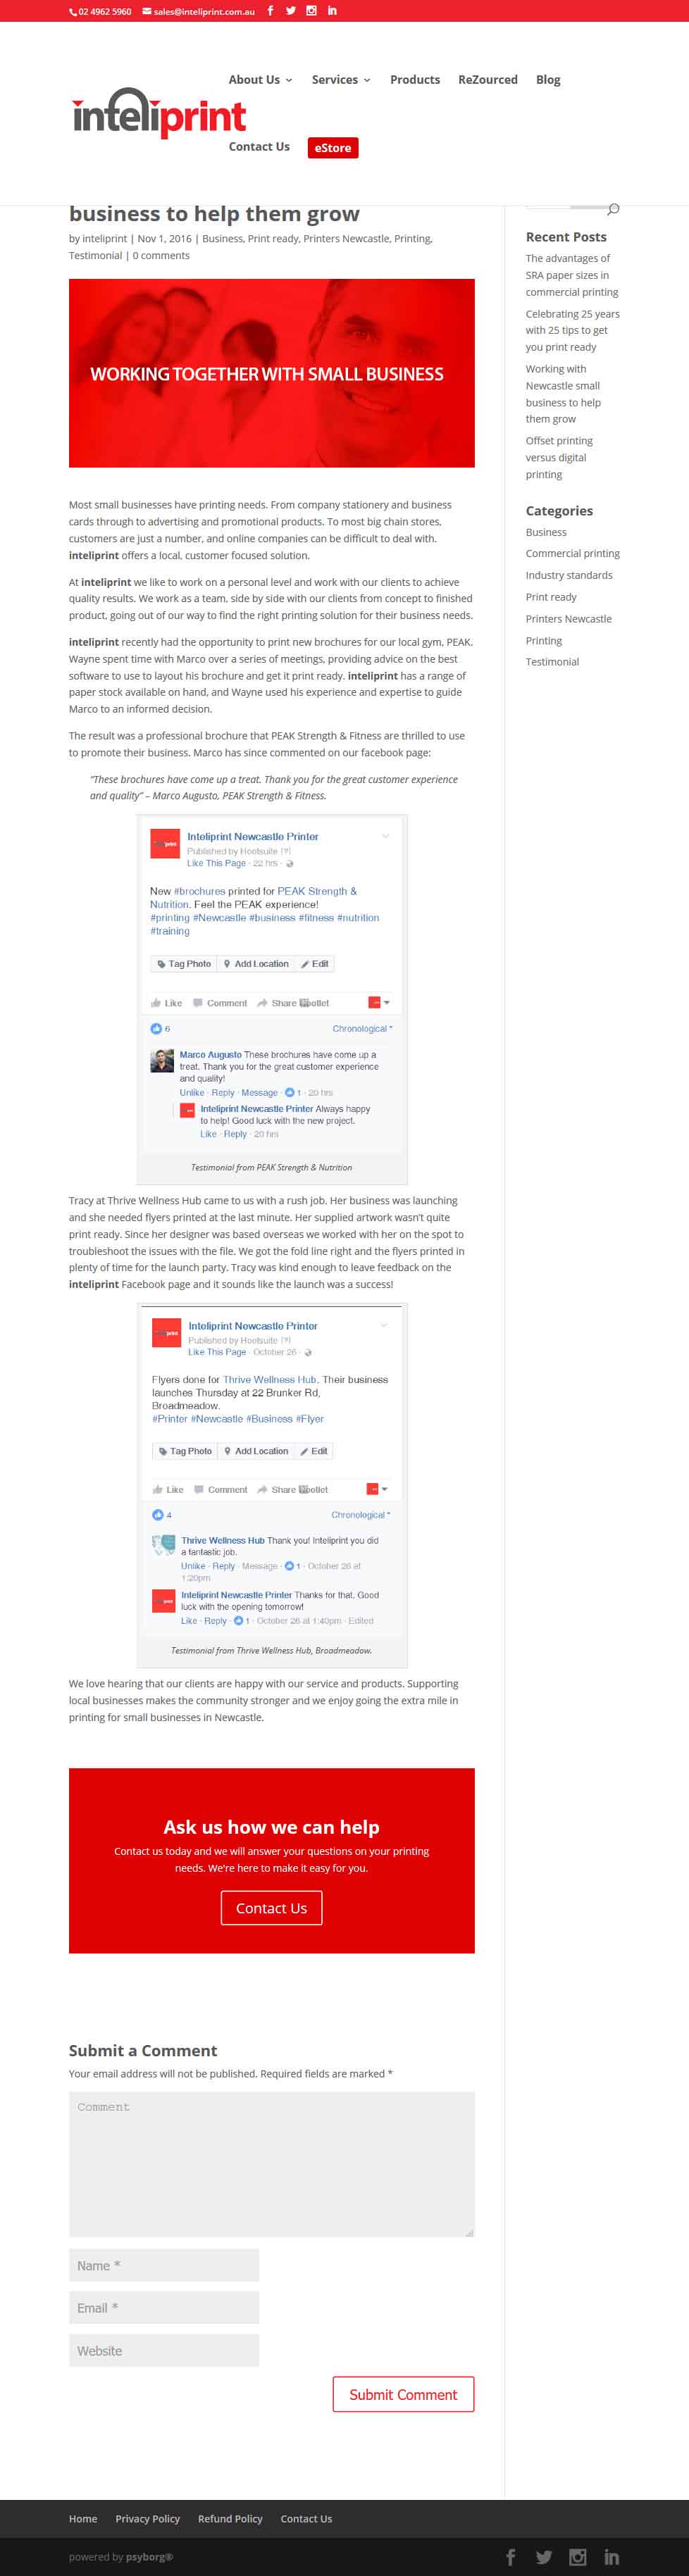 02 4962 5960 sales@inteliprint.com.au
About Us Services Products ReZourced Blog
inteliprint
Contact Us eStore
business to help them grow
by inteliprint | Nov 1, 2016 | Business, Print ready, Printers Newcastle, Printing,
Testimonial | 0 comments
WORKING TOGETHER WITH SMALL BUSINESS
Most small businesses have printing needs. From company stationery and business
cards through to advertising and promotional products. To most big chain stores,
customers are just a number, and online companies can be difficult to deal with.
inteliprint offers a local, customer focused solution.
At inteliprint we like to work on a personal level and work with our clients to achieve
quality results. We work as a team, side by side with our clients from concept to finished
product, going out of our way to find the right printing solution for their business needs.
inteliprint recently had the opportunity to print new brochures for our local gym, PEAK.
Wayne spent time with Marco over a series of meetings, providing advice on the best
software to use to layout his brochure and get it print ready. inteliprint has a range of
paper stock available on hand, and Wayne used his experience and expertise to guide
Marco to an informed decision.
The result was a professional brochure that PEAK Strength & Fitness are thrilled to use
to promote their business. Marco has since commented on our facebook page:
“These brochures have come up a treat. Thank you for the great customer experience
and quality” – Marco Augusto, PEAK Strength & Fitness.
Inteliprint Newcastle Printer
Published by Hootsuite [?]
Like This Page · 22 hrs ·
New #brochures printed for PEAK Strength &
Nutrition. Feel the PEAK experience!
#printing #Newcastle #business #fitness #nutrition
#training
Tag Photo Add Location Edit
Like Comment Share Hootlet
6 Chronological
Marco Augusto These brochures have come up a
treat. Thank you for the great customer experience
and quality!
Unlike · Reply · Message · 1 · 20 hrs
Inteliprint Newcastle Printer Always happy
to help! Good luck with the new project.
Like · Reply · 20 hrs
Testimonial from PEAK Strength & Nutrition
Tracy at Thrive Wellness Hub came to us with a rush job. Her business was launching
and she needed flyers printed at the last minute. Her supplied artwork wasn’t quite
print ready. Since her designer was based overseas we worked with her on the spot to
troubleshoot the issues with the file. We got the fold line right and the flyers printed in
plenty of time for the launch party. Tracy was kind enough to leave feedback on the
inteliprint Facebook page and it sounds like the launch was a success!
Inteliprint Newcastle Printer
Published by Hootsuite [?]
Like This Page · October 26 ·
Flyers done for Thrive Wellness Hub. Their business
launches Thursday at 22 Brunker Rd,
Broadmeadow.
#Printer #Newcastle #Business #Flyer
Tag Photo Add Location Edit
Like Comment Share Hootlet
4 Chronological
Thrive Wellness Hub Thank you! Inteliprint you did
a fantastic job.
Unlike · Reply · Message · 1 · October 26 at
1:20pm
Inteliprint Newcastle Printer Thanks for that. Good
luck with the opening tomorrow!
Like · Reply · 1 · October 26 at 1:40pm · Edited
Testimonial from Thrive Wellness Hub, Broadmeadow.
We love hearing that our clients are happy with our service and products. Supporting
local businesses makes the community stronger and we enjoy going the extra mile in
printing for small businesses in Newcastle.
Ask us how we can help
Contact us today and we will answer your questions on your printing
needs. We're here to make it easy for you.
Contact Us
Submit a Comment
Your email address will not be published. Required fields are marked *
Comment
Name *
Email *
Website
Submit Comment
Recent Posts
The advantages of
SRA paper sizes in
commercial printing
Celebrating 25 years
with 25 tips to get
you print ready
Working with
Newcastle small
business to help
them grow
Offset printing
versus digital
printing
Categories
Business
Commercial printing
Industry standards
Print ready
Printers Newcastle
Printing
Testimonial
Home Privacy Policy Refund Policy Contact Us
powered by psyborg®